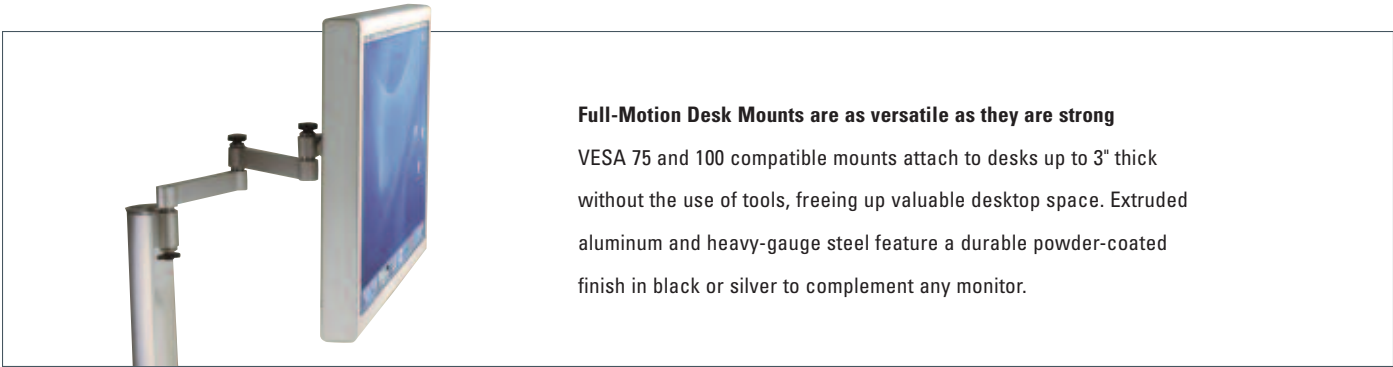 Full-Motion Desk Mounts are as versatile as they are strong
VESA 75 and 100 compatible mounts attach to desks up to 3" thick
without the use of tools, freeing up valuable desktop space. Extruded
aluminum and heavy-gauge steel feature a durable powder-coated
finish in black or silver to complement any monitor.